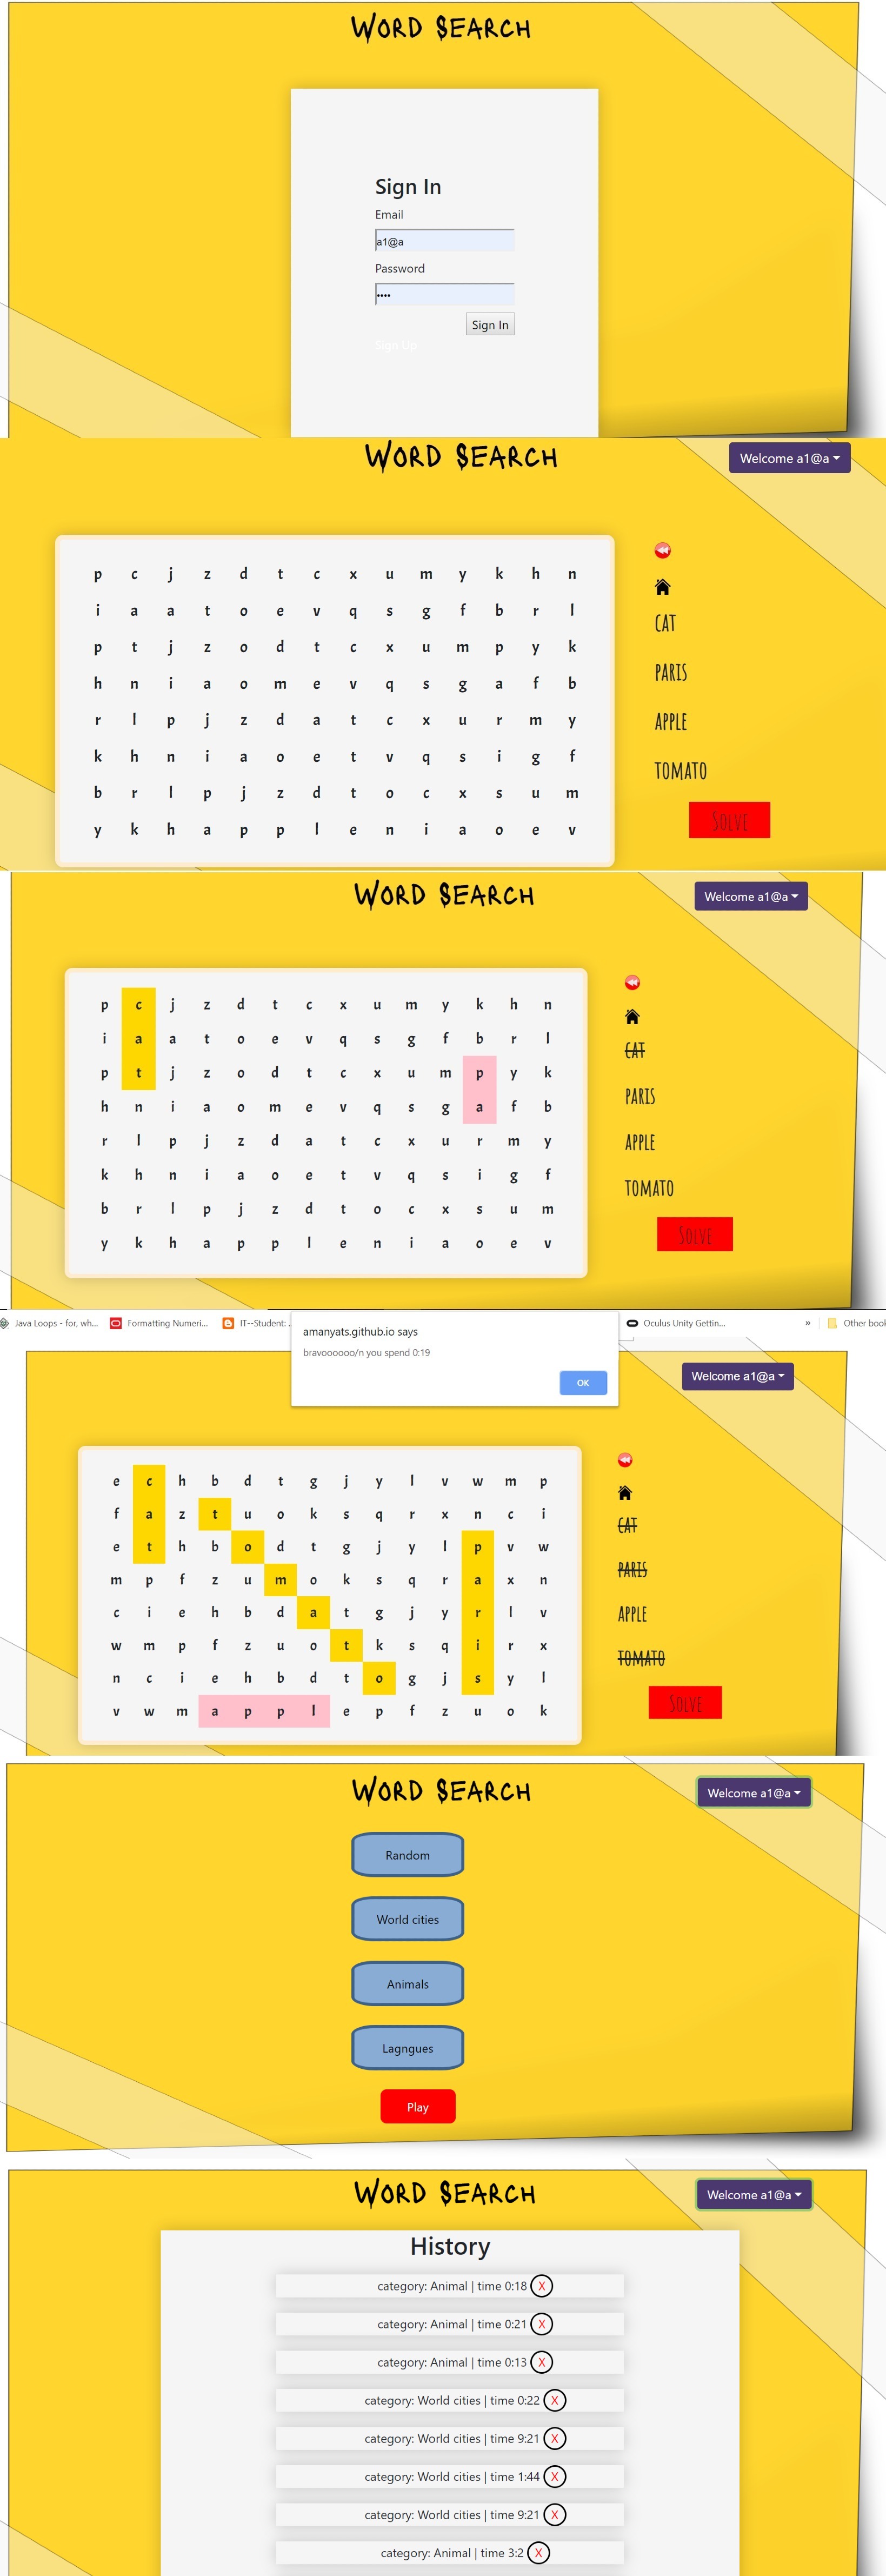 WORD SEARCH
Sign In
Email
a1@a
Password
••••
Sign In
Sign Up
WORD SEARCH
Welcome a1@a
p c j z d t c x u m y k h n
i a a t o e v q s g f b r l
p t j z o d t c x u m p y k
h n i a o m e v q s g a f b
r l p j z d a t c x u r m y
k h n i a o e t v q s i g f
b r l p j z d t o c x s u m
y k h a p p l e n i a o e v
CAT
PARIS
APPLE
TOMATO
SOLVE
WORD SEARCH
Welcome a1@a
p c j z d t c x u m y k h n
i a a t o e v q s g f b r l
p t j z o d t c x u m p y k
h n i a o m e v q s g a f b
r l p j z d a t c x u r m y
k h n i a o e t v q s i g f
b r l p j z d t o c x s u m
y k h a p p l e n i a o e v
CAT
PARIS
APPLE
TOMATO
SOLVE
Java Loops - for, wh...
Formatting Numeri...
IT--Student: ...
Oculus Unity Gettin...
»
Other book
amanyats.github.io says
bravoooooo/n you spend 0:19
OK
Welcome a1@a
e c h b d t g j y l v w m p
f a z t u o k s q r x n c i
e t h b o d t g j y l p v w
m p f z u m o k s q r a x n
c i e h b d a t g j y r l v
w m p f z u o t k s q i r x
n c i e h b d t o g j s y l
v w m a p p l e p f z u o k
CAT
PARIS
APPLE
TOMATO
SOLVE
WORD SEARCH
Welcome a1@a
Random
World cities
Animals
Lagngues
Play
WORD SEARCH
Welcome a1@a
History
category: Animal | time 0:18 X
category: Animal | time 0:21 X
category: Animal | time 0:13 X
category: World cities | time 0:22 X
category: World cities | time 9:21 X
category: World cities | time 1:44 X
category: World cities | time 9:21 X
category: Animal | time 3:2 X